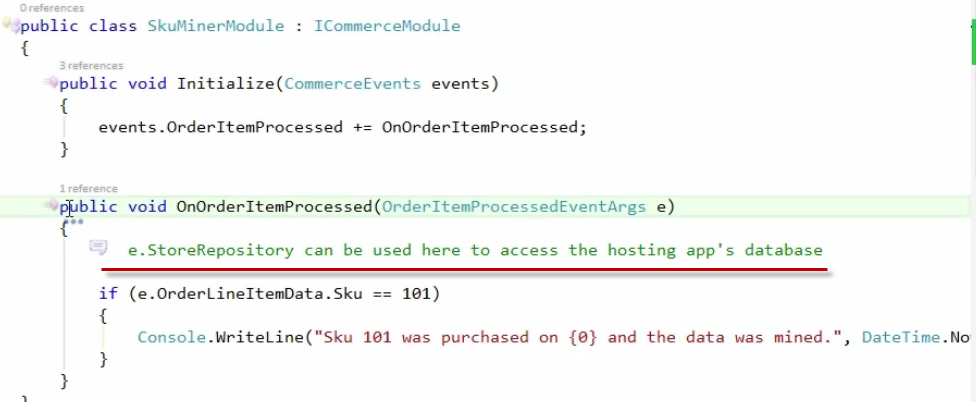 0 references
public class SkuMinerModule : ICommerceModule
{
3 references
public void Initialize(CommerceEvents events)
{
events.OrderItemProcessed += OnOrderItemProcessed;
}
1 reference
public void OnOrderItemProcessed(OrderItemProcessedEventArgs e)
{
e.StoreRepository can be used here to access the hosting app's database
if (e.OrderLineItemData.Sku == 101)
{
Console.WriteLine("Sku 101 was purchased on {0} and the data was mined.", DateTime.No
}
}
}